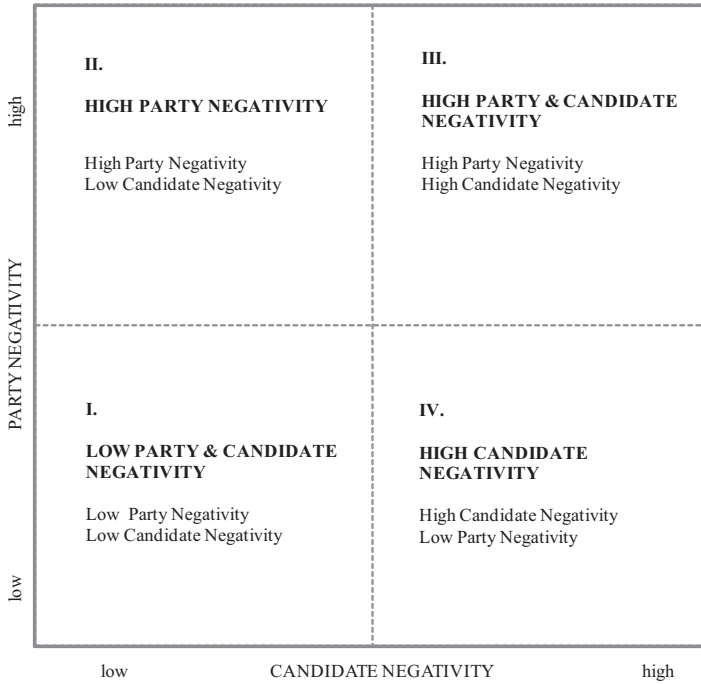 high
PARTY NEGATIVITY
low
II.
HIGH PARTY NEGATIVITY
High Party Negativity
Low Candidate Negativity
III.
HIGH PARTY & CANDIDATE
NEGATIVITY
High Party Negativity
High Candidate Negativity
I.
LOW PARTY & CANDIDATE
NEGATIVITY
Low Party Negativity
Low Candidate Negativity
IV.
HIGH CANDIDATE
NEGATIVITY
High Candidate Negativity
Low Party Negativity
low CANDIDATE NEGATIVITY high